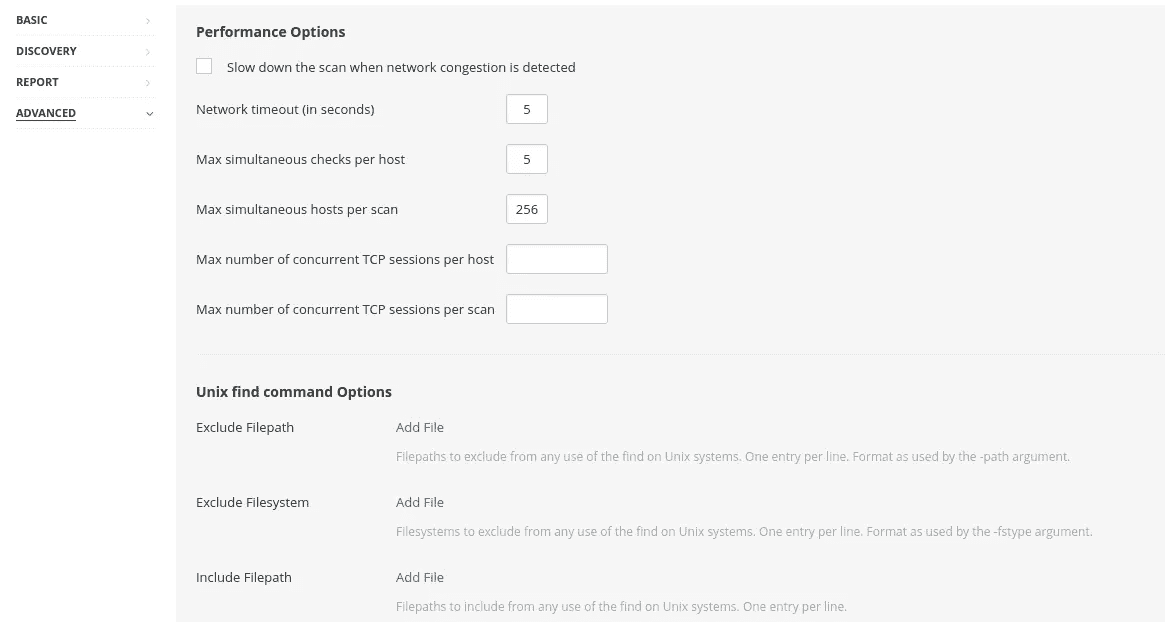 BASIC
DISCOVERY
REPORT
ADVANCED
Performance Options
Slow down the scan when network congestion is detected
Network timeout (in seconds) 5
Max simultaneous checks per host 5
Max simultaneous hosts per scan 256
Max number of concurrent TCP sessions per host
Max number of concurrent TCP sessions per scan
Unix find command Options
Exclude Filepath Add File
Filepaths to exclude from any use of the find on Unix systems. One entry per line. Format as used by the -path argument.
Exclude Filesystem Add File
Filesystems to exclude from any use of the find on Unix systems. One entry per line. Format as used by the -fstype argument.
Include Filepath Add File
Filepaths to include from any use of the find on Unix systems. One entry per line.